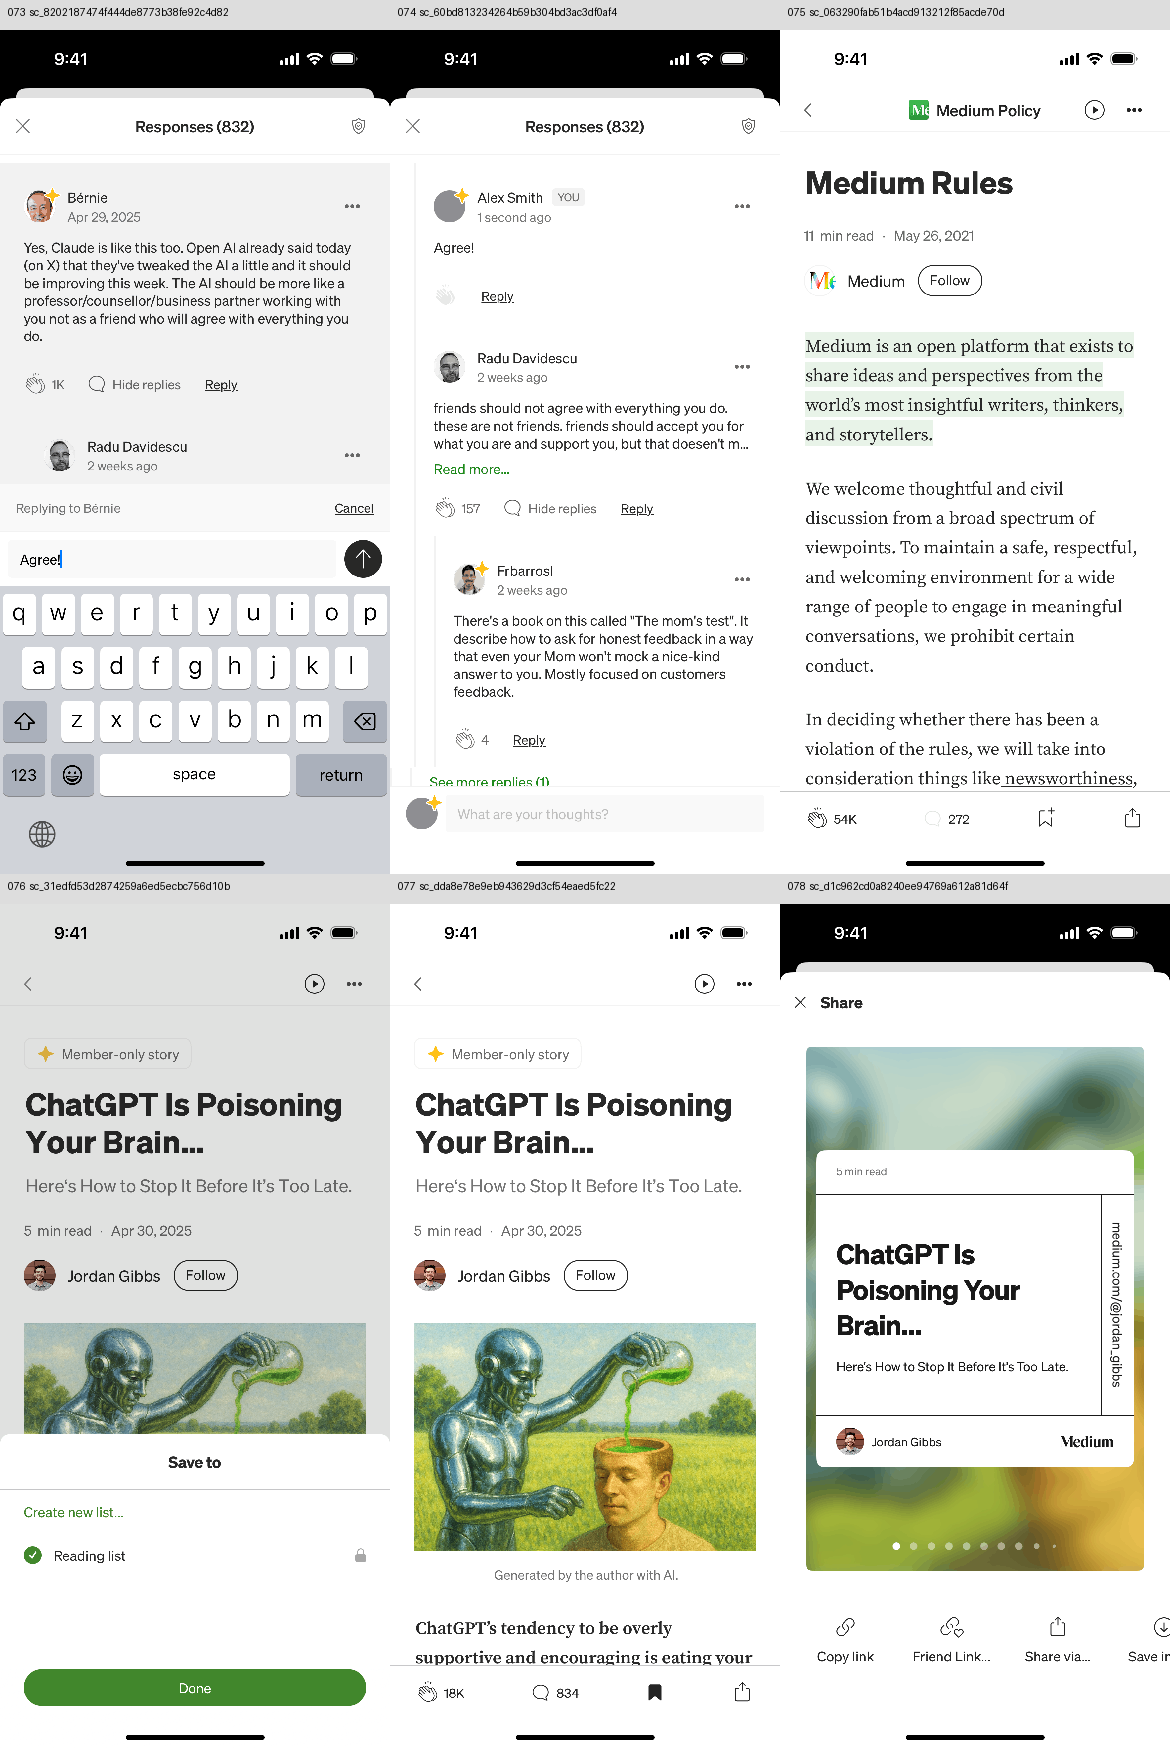 073 sc_8202187474f444de8773b38fe92c4d82
9:41
Responses (832)
Bérnie
Apr 29, 2025
Yes, Claude is like this too. Open AI already said today
(on X) that they've tweaked the AI a little and it should
be improving this week. The AI should be more like a
professor/counsellor/business partner working with
you not as a friend who will agree with everything you
do.
1K
Hide replies
Reply
Radu Davidescu
2 weeks ago
Replying to Bérnie
Cancel
Agree!
q w e r t y u i o p
a s d f g h j k l
z x c v b n m
123
space
return
074 sc_60bd813234264b59b304bd3ac3df0af4
9:41
Responses (832)
Alex Smith YOU
1 second ago
Agree!
Reply
Radu Davidescu
2 weeks ago
friends should not agree with everything you do.
these are not friends. friends should accept you for
what you are and support you, but that doesen't m...
Read more...
157
Hide replies
Reply
Frbarrosl
2 weeks ago
There's a book on this called "The mom's test". It
describe how to ask for honest feedback in a way
that even your Mom won't mock a nice-kind
answer to you. Mostly focused on customers
feedback.
4
Reply
See more replies (1)
What are your thoughts?
075 sc_063290fab51b4acd913212f85acde70d
9:41
Me Medium Policy
Medium Rules
11 min read · May 26, 2021
Me Medium Follow
Medium is an open platform that exists to
share ideas and perspectives from the
world's most insightful writers, thinkers,
and storytellers.
We welcome thoughtful and civil
discussion from a broad spectrum of
viewpoints. To maintain a safe, respectful,
and welcoming environment for a wide
range of people to engage in meaningful
conversations, we prohibit certain
conduct.
In deciding whether there has been a
violation of the rules, we will take into
consideration things like newsworthiness,
54K
272
076 sc_31edfd53d2874259a6ed5ecbc756d10b
9:41
Member-only story
ChatGPT Is Poisoning
Your Brain...
Here's How to Stop It Before It's Too Late.
5 min read · Apr 30, 2025
Jordan Gibbs Follow
Save to
Create new list...
Reading list
Done
077 sc_dda8e78e9eb943629d3cf54eaed5fc22
9:41
Member-only story
ChatGPT Is Poisoning
Your Brain...
Here's How to Stop It Before It's Too Late.
5 min read · Apr 30, 2025
Jordan Gibbs Follow
Generated by the author with AI.
ChatGPT's tendency to be overly
supportive and encouraging is eating your
18K
834
078 sc_d1c962cd0a8240ee94769a612a81d64f
9:41
Share
5 min read
ChatGPT Is
Poisoning Your
Brain...
Here's How to Stop It Before It's Too Late.
medium.com/@jordan_gibbs
Jordan Gibbs
Medium
Copy link
Friend Link...
Share via...
Save in